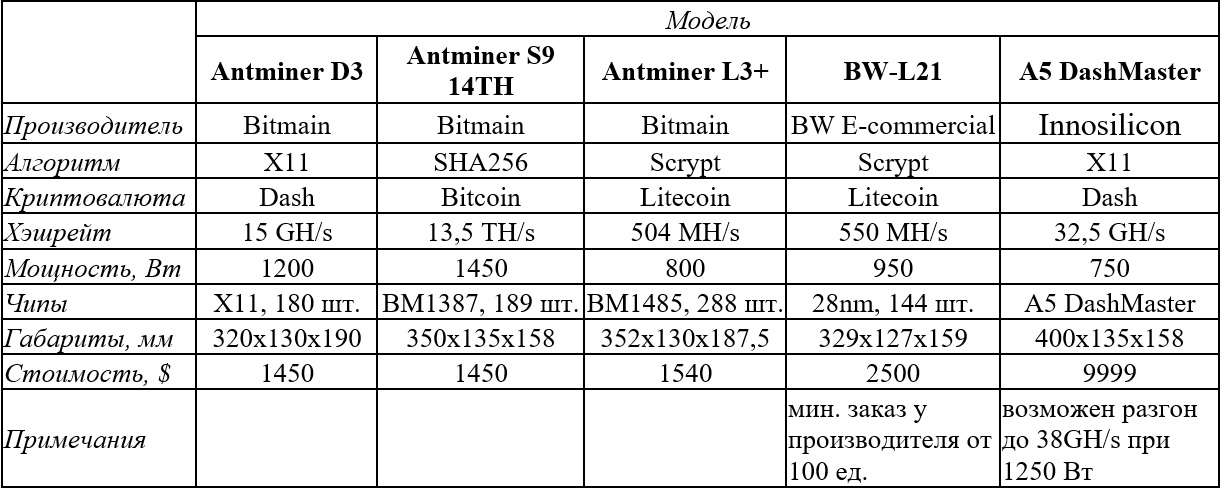 Модель
Antminer D3 Antminer S9 14TH Antminer L3+ BW-L21 A5 DashMaster
Производитель Bitmain Bitmain Bitmain BW E-commercial Innosilicon
Алгоритм X11 SHA256 Scrypt Scrypt X11
Криптовалюта Dash Bitcoin Litecoin Litecoin Dash
Хэшрейт 15 GH/s 13,5 TH/s 504 MH/s 550 MH/s 32,5 GH/s
Мощность, Вт 1200 1450 800 950 750
Чипы X11, 180 шт. BM1387, 189 шт. BM1485, 288 шт. 28nm, 144 шт. A5 DashMaster
Габариты, мм 320x130x190 350x135x158 352x130x187,5 329x127x159 400x135x158
Стоимость, $ 1450 1450 1540 2500 9999
Примечания
мин. заказ у
производителя от
100 ед.
возможен разгон
до 38GH/s при
1250 Вт